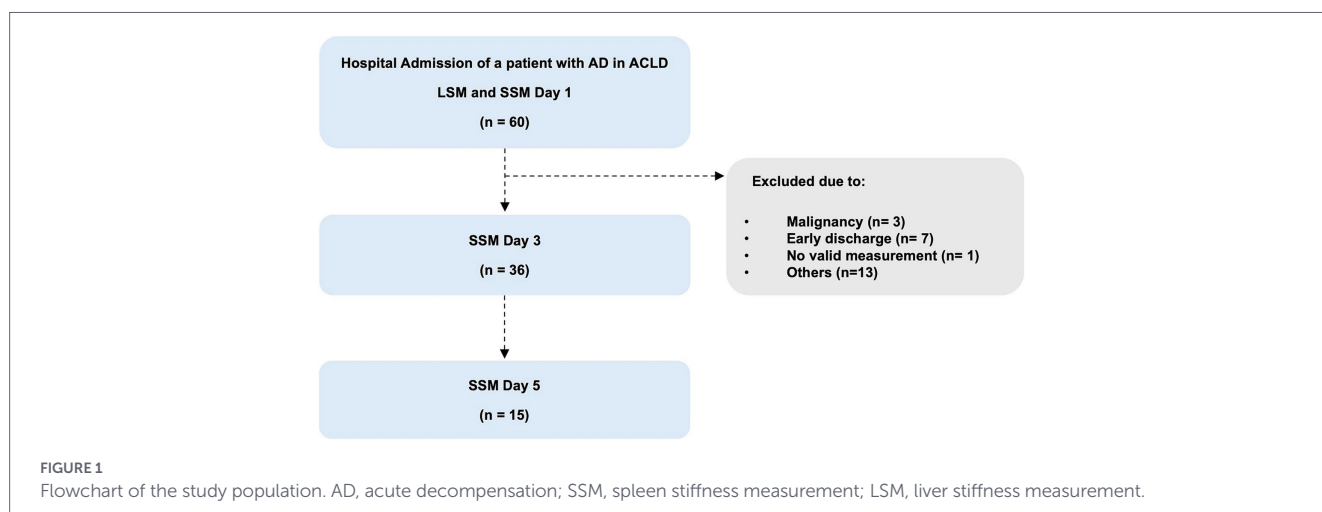 Hospital Admission of a patient with AD in ACLD
LSM and SSM Day 1
(n = 60)
Excluded due to:
• Malignancy (n= 3)
• Early discharge (n= 7)
• No valid measurement (n= 1)
• Others (n=13)
SSM Day 3
(n = 36)
SSM Day 5
(n = 15)
FIGURE 1
Flowchart of the study population. AD, acute decompensation; SSM, spleen stiffness measurement; LSM, liver stiffness measurement.